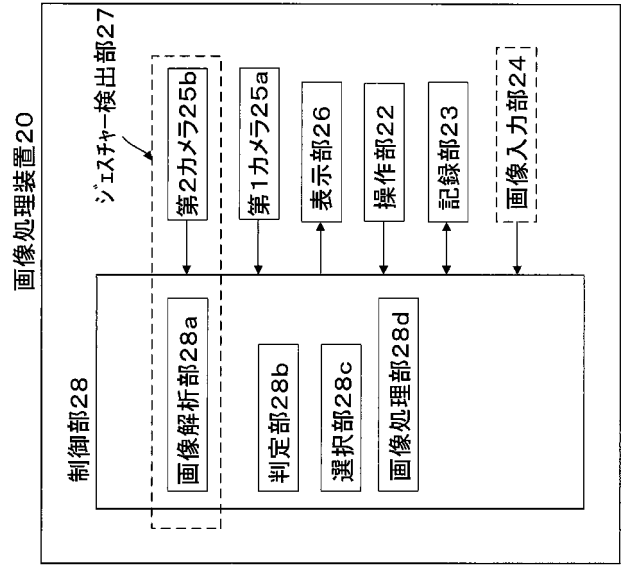 画像処理装置20
ジェスチャー検出部27
制御部28
画像解析部28a
第2カメラ25b
第1カメラ25a
判定部28b
表示部26
選択部28c
操作部22
画像処理部28d
記録部23
画像入力部24